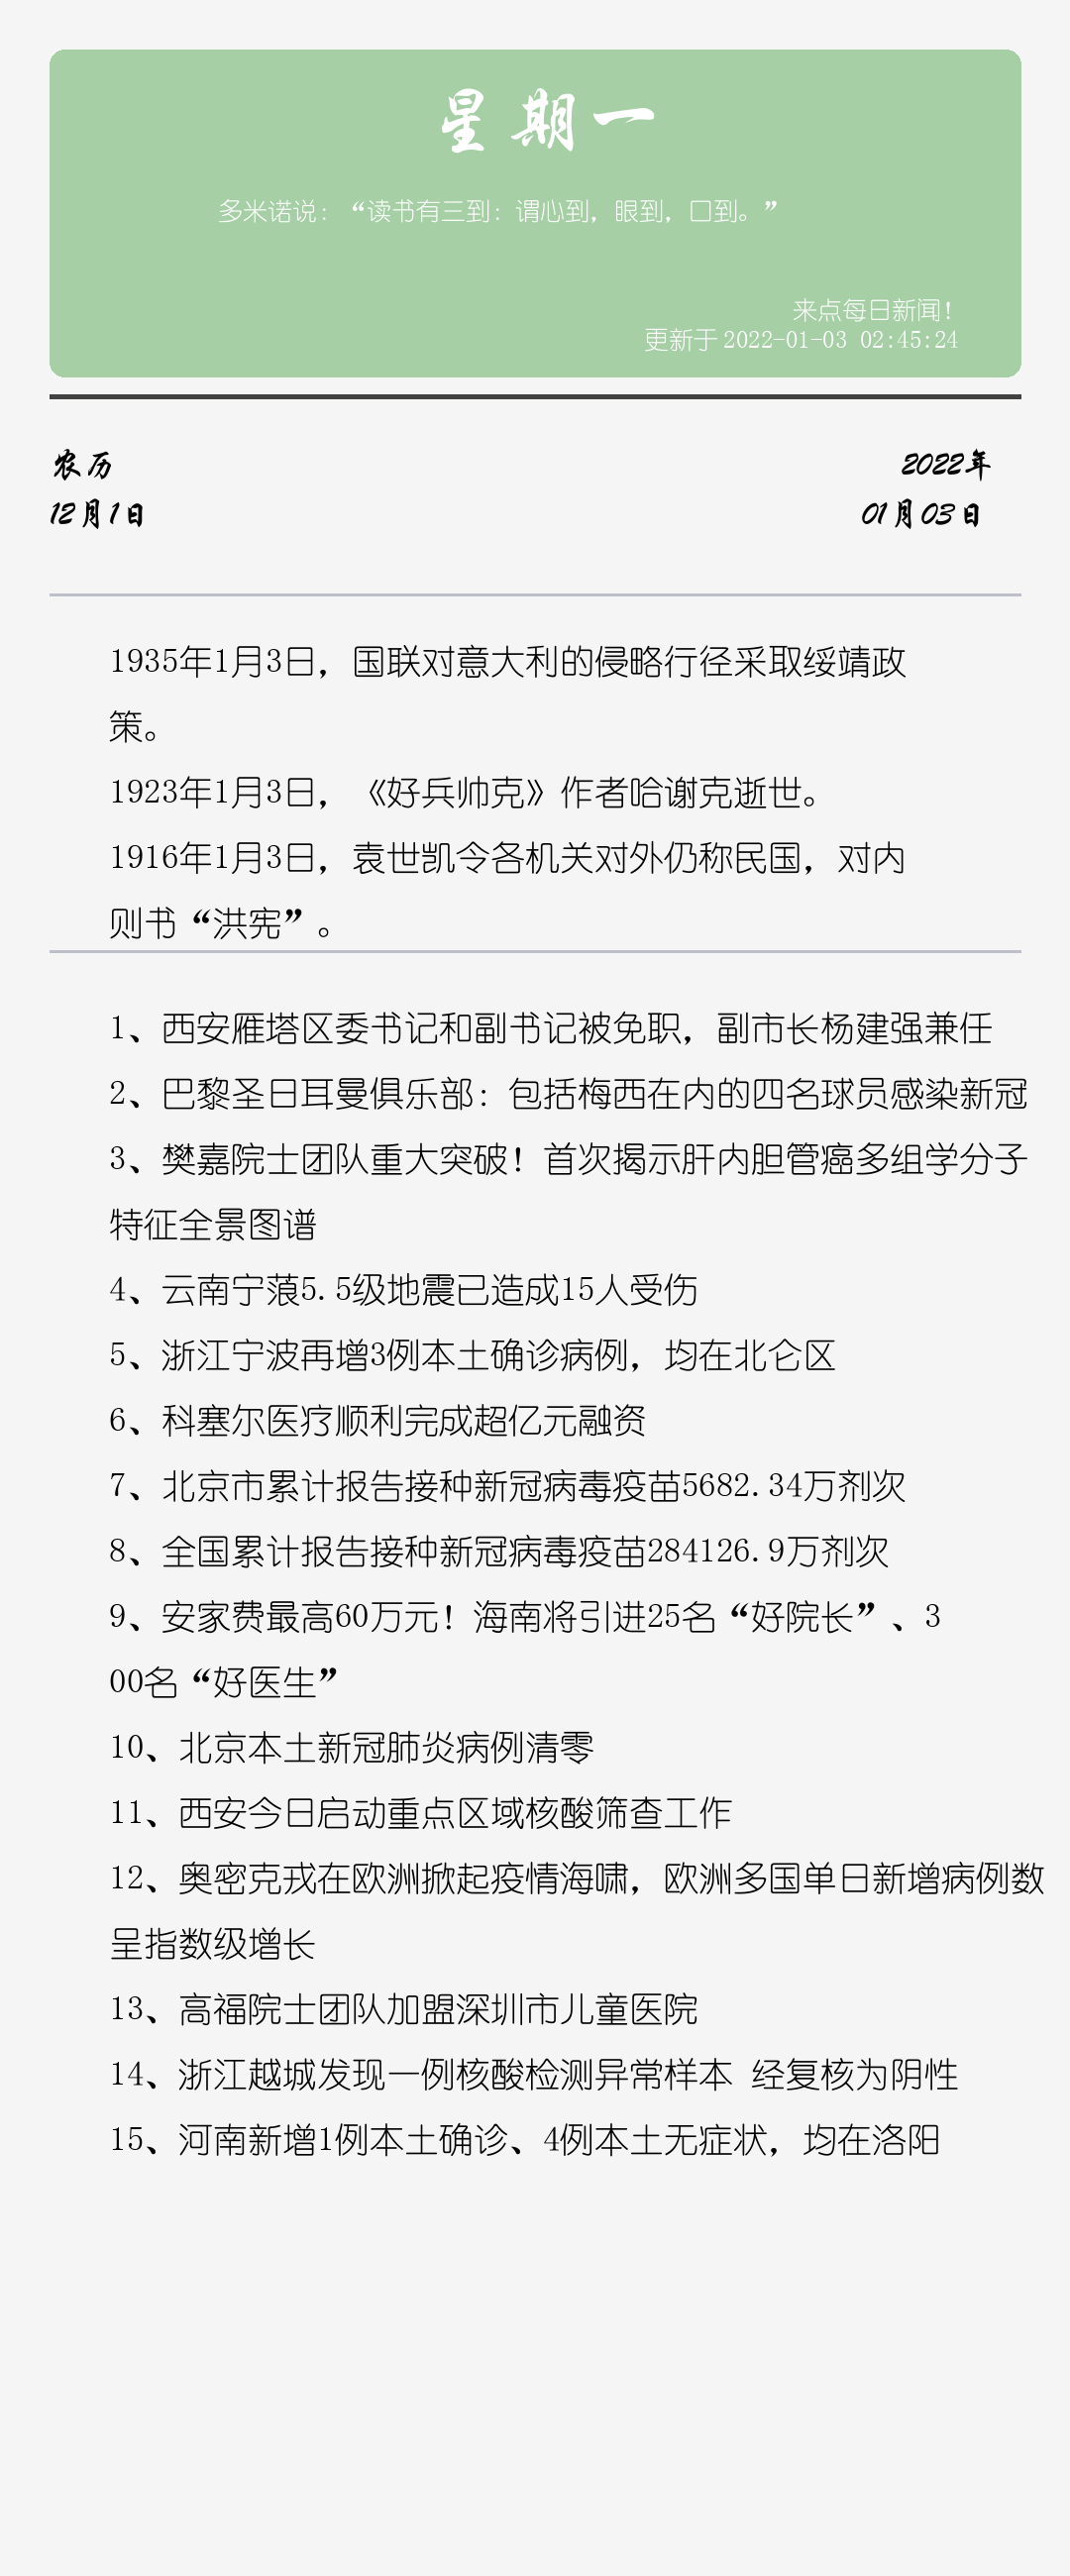 星期一
多米诺说：“读书有三到：谓心到，眼到，口到。”
来点每日新闻！
更新于 2022-01-03 02:45:24
农历
2022年
12月1日
01月03日
1935年1月3日，国联对意大利的侵略行径采取绥靖政
策。
1923年1月3日，《好兵帅克》作者哈谢克逝世。
1916年1月3日，袁世凯令各机关对外仍称民国，对内
则书“洪宪”。
1、西安雁塔区委书记和副书记被免职，副市长杨建强兼任
2、巴黎圣日耳曼俱乐部：包括梅西在内的四名球员感染新冠
3、樊嘉院士团队重大突破！首次揭示肝内胆管癌多组学分子
特征全景图谱
4、云南宁蒗5.5级地震已造成15人受伤
5、浙江宁波再增3例本土确诊病例，均在北仑区
6、科塞尔医疗顺利完成超亿元融资
7、北京市累计报告接种新冠病毒疫苗5682.34万剂次
8、全国累计报告接种新冠病毒疫苗284126.9万剂次
9、安家费最高60万元！海南将引进25名“好院长”、3
00名“好医生”
10、北京本土新冠肺炎病例清零
11、西安今日启动重点区域核酸筛查工作
12、奥密克戎在欧洲掀起疫情海啸，欧洲多国单日新增病例数
呈指数级增长
13、高福院士团队加盟深圳市儿童医院
14、浙江越城发现一例核酸检测异常样本 经复核为阴性
15、河南新增1例本土确诊、4例本土无症状，均在洛阳